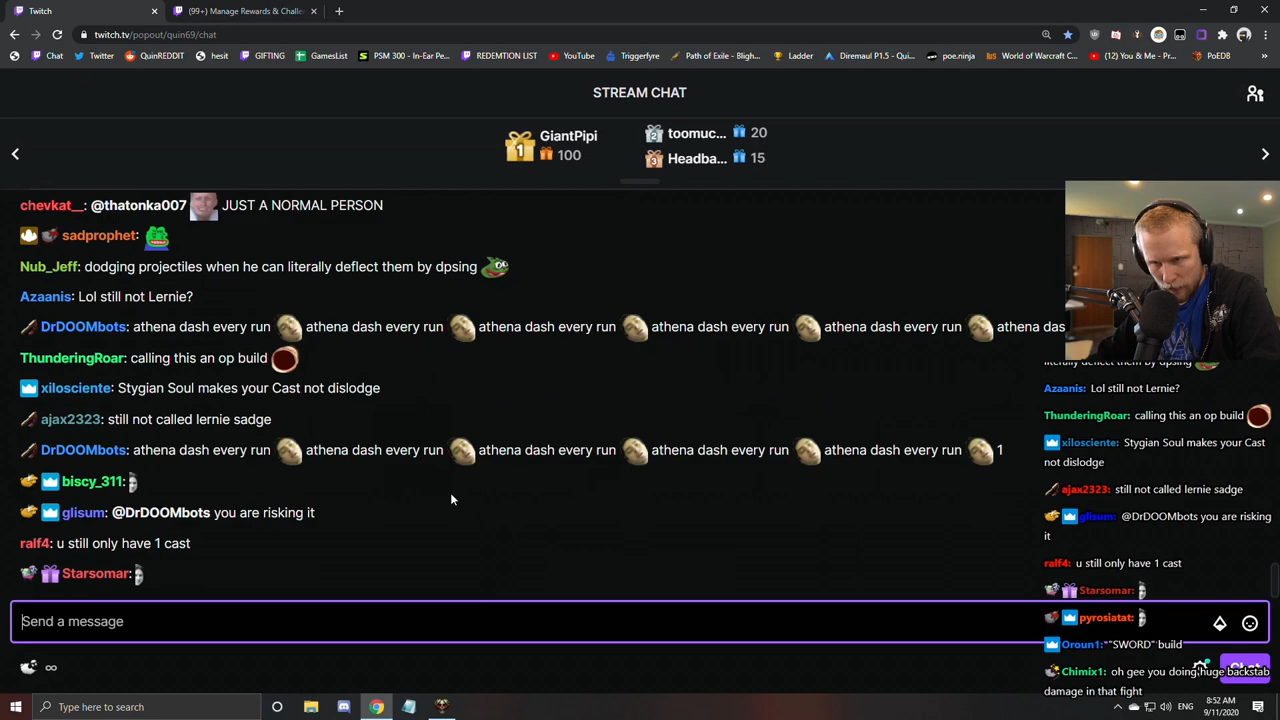 Twitch
(99+) Manage Rewards & Challe
twitch.tv/popout/quin69/chat
Chat Twitter QuinREDDIT hesit GIFTING GamesList PSM 300 - In-Ear Pe... REDEMTION LIST YouTube Triggerfyre Path of Exile - Bligh... Ladder Diremaul P1.5 - Qui... poe.ninja World of Warcraft C... (12) You & Me - Pr... PoEDB
STREAM CHAT
1 GiantPipi 100
2 toomuc... 20
3 Headba... 15
chevkat__: @thatonka007 JUST A NORMAL PERSON
sadprophet:
Nub_Jeff: dodging projectiles when he can literally deflect them by dpsing
Azaanis: Lol still not Lernie?
DrDOOMbots: athena dash every run athena dash every run athena dash every run athena dash every run athena dash every run athena das
ThunderingRoar: calling this an op build
xilosciente: Stygian Soul makes your Cast not dislodge
ajax2323: still not called lernie sadge
DrDOOMbots: athena dash every run athena dash every run athena dash every run athena dash every run athena dash every run 1
biscy_311:
glisum: @DrDOOMbots you are risking it
ralf4: u still only have 1 cast
Starsomar:
Send a message
∞
literally deflect them by dpsing
Azaanis: Lol still not Lernie?
ThunderingRoar: calling this an op build
xilosciente: Stygian Soul makes your Cast
not dislodge
ajax2323: still not called lernie sadge
glisum: @DrDOOMbots you are risking
it
ralf4: u still only have 1 cast
Starsomar:
pyrosiatat:
Oroun1: "SWORD" build
Chimix1: oh gee you doing huge backstab
damage in that fight
Chat
Type here to search
ENG
8:52 AM
9/11/2020